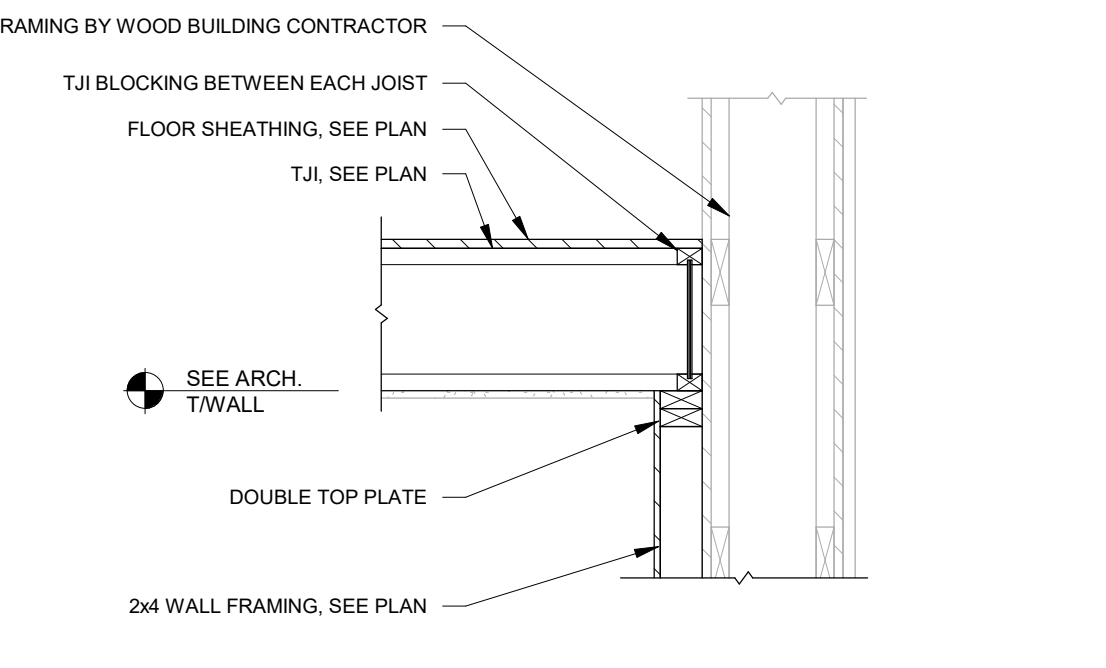 RAMING BY WOOD BUILDING CONTRACTOR
TJI BLOCKING BETWEEN EACH JOIST
FLOOR SHEATHING, SEE PLAN
TJI, SEE PLAN
SEE ARCH.
T/WALL
DOUBLE TOP PLATE
2x4 WALL FRAMING, SEE PLAN